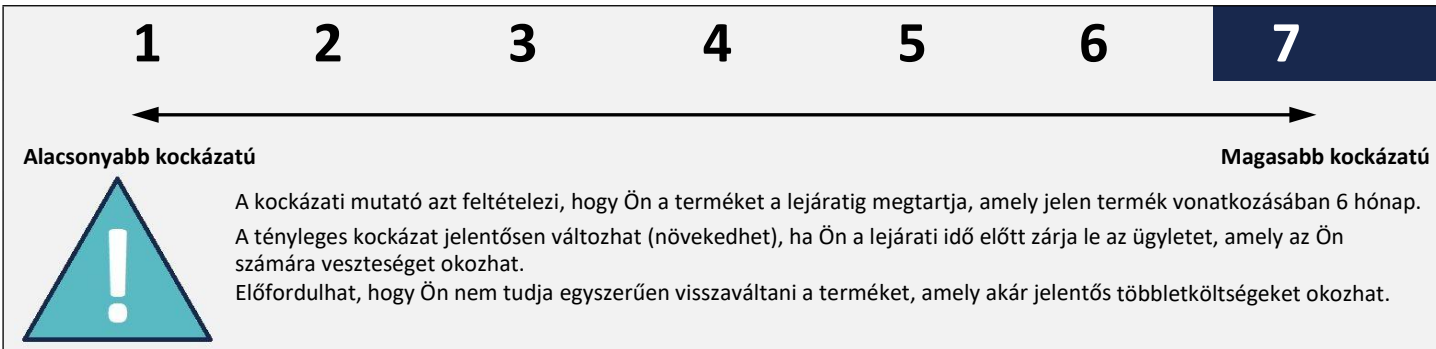 1 2 3 4 5 6 7
Alacsonyabb kockázatú Magasabb kockázatú
A kockázati mutató azt feltételezi, hogy Ön a terméket a lejáratig megtartja, amely jelen termék vonatkozásában 6 hónap.
A tényleges kockázat jelentősen változhat (növekedhet), ha Ön a lejárati idő előtt zárja le az ügyletet, amely az Ön
számára veszteséget okozhat.
Előfordulhat, hogy Ön nem tudja egyszerűen visszaváltani a terméket, amely akár jelentős többletköltségeket okozhat.